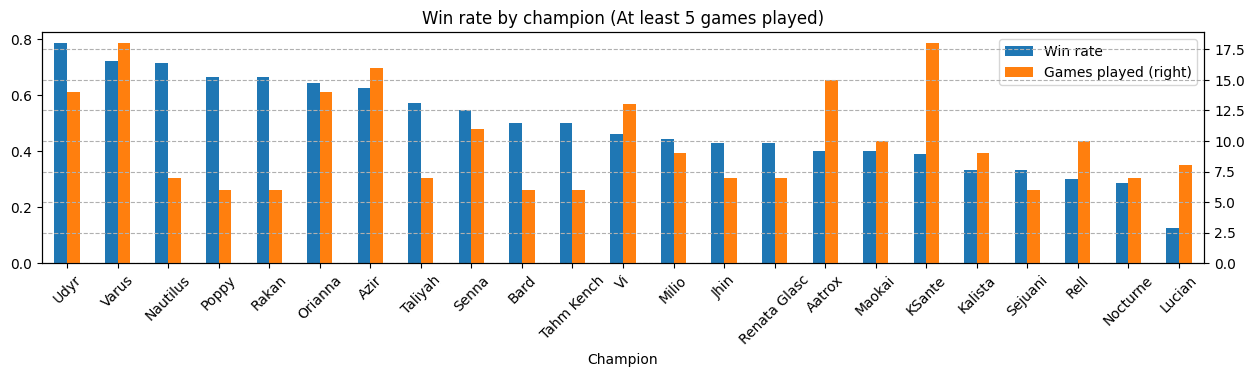 Win rate by champion (At least 5 games played)
0.8
0.6
0.4
0.2
0.0
17.5
15.0
12.5
10.0
7.5
5.0
2.5
0.0
Win rate
Games played (right)
Udyr
Varus
Nautilus
Poppy
Rakan
Orianna
Azir
Taliyah
Senna
Bard
Tahm Kench
Vi
Milio
Jhin
Renata Glasc
Aatrox
Maokai
KSante
Kalista
Sejuani
Rell
Nocturne
Lucian
Champion